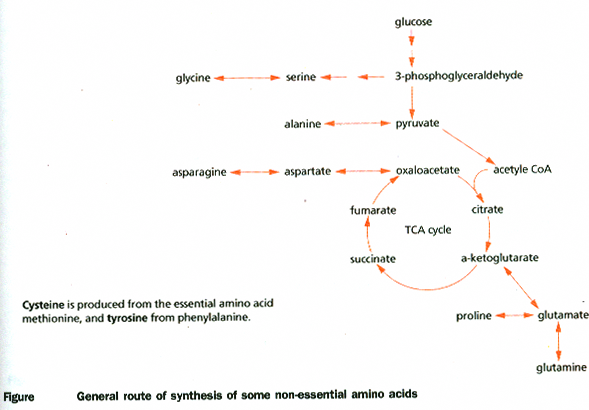 glucose
glycine serine 3-phosphoglyceraldehyde
alanine pyruvate
asparagine aspartate oxaloacetate acetyle CoA
fumarate citrate
TCA cycle
succinate a-ketoglutarate
Cysteine is produced from the essential amino acid
methionine, and tyrosine from phenylalanine.
proline glutamate
glutamine
Figure General route of synthesis of some non-essential amino acids